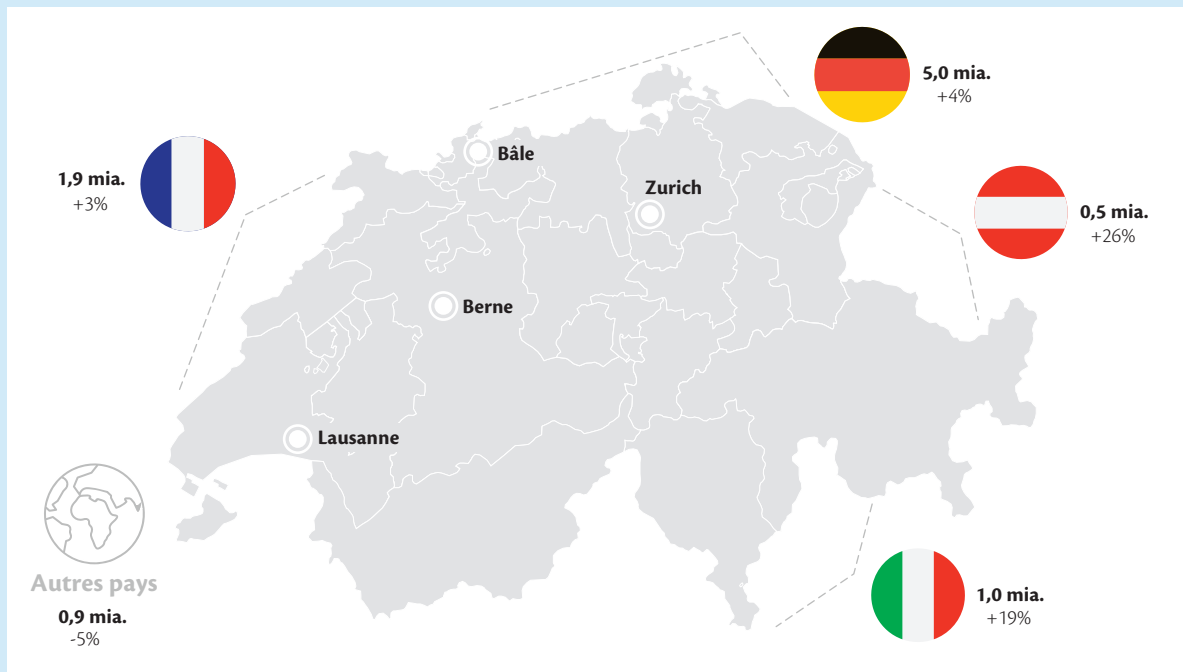 5,0 mia.
+4%
1,9 mia.
+3%
Bâle
Zurich
0,5 mia.
+26%
Berne
Lausanne
Autres pays
0,9 mia.
-5%
1,0 mia.
+19%